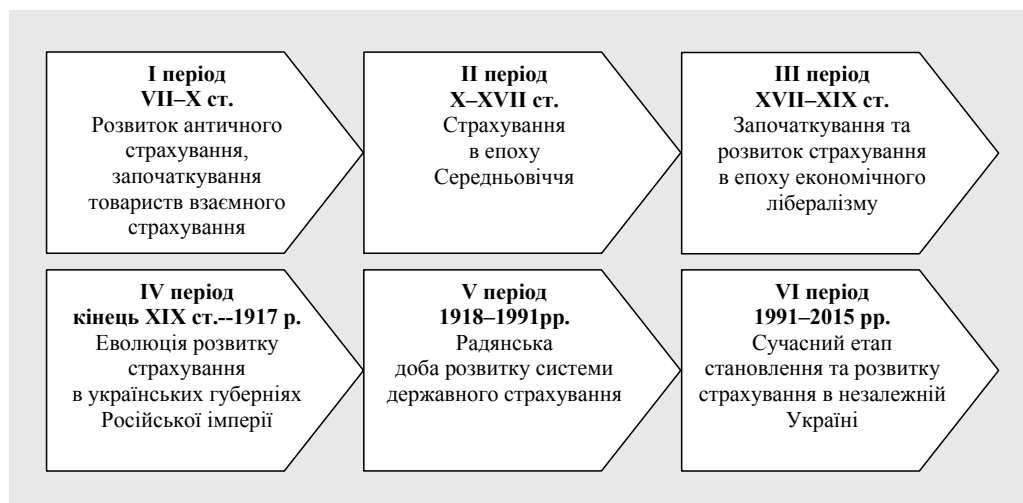 I період
VII–X ст.
Розвиток античного
страхування,
започаткування
товариств взаємного
страхування
II період
X–XVII ст.
Страхування
в епоху
Середньовіччя
III період
XVII–XIX ст.
Започаткування та
розвиток страхування
в епоху економічного
лібералізму
IV період
кінець XIX ст.--1917 р.
Еволюція розвитку
страхування
в українських губерніях
Російської імперії
V період
1918–1991рр.
Радянська
доба розвитку системи
державного страхування
VI період
1991–2015 рр.
Сучасний етап
становлення та розвитку
страхування в незалежній
Україні